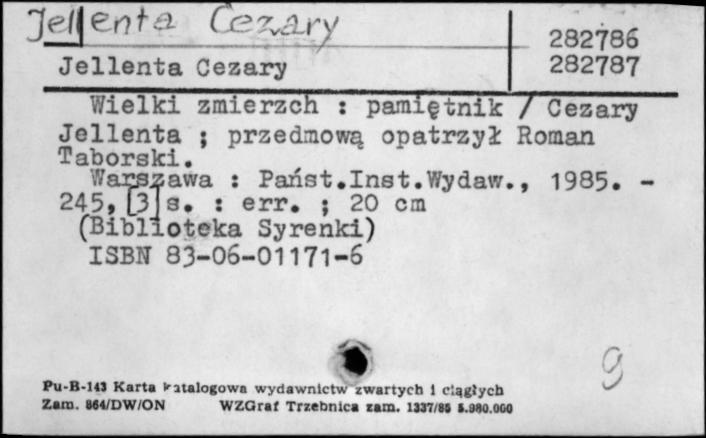 Jellenta Cezary
282786
Jellenta Cezary
282787
Wielki zmierzch : pamiętnik / Cezary
Jellenta ; przedmową opatrzył Roman
Taborski.
Warszawa : Państ.Inst.Wydaw., 1985. -
245, [3] s. : err. ; 20 cm
(Biblioteka Syrenki)
ISBN 83-06-01171-6
9
Pu-B-143 Karta katalogowa wydawnictw zwartych i ciągłych
Zam. 864/DW/ON WZGraf Trzebnica zam. 1337/85 5.980.000